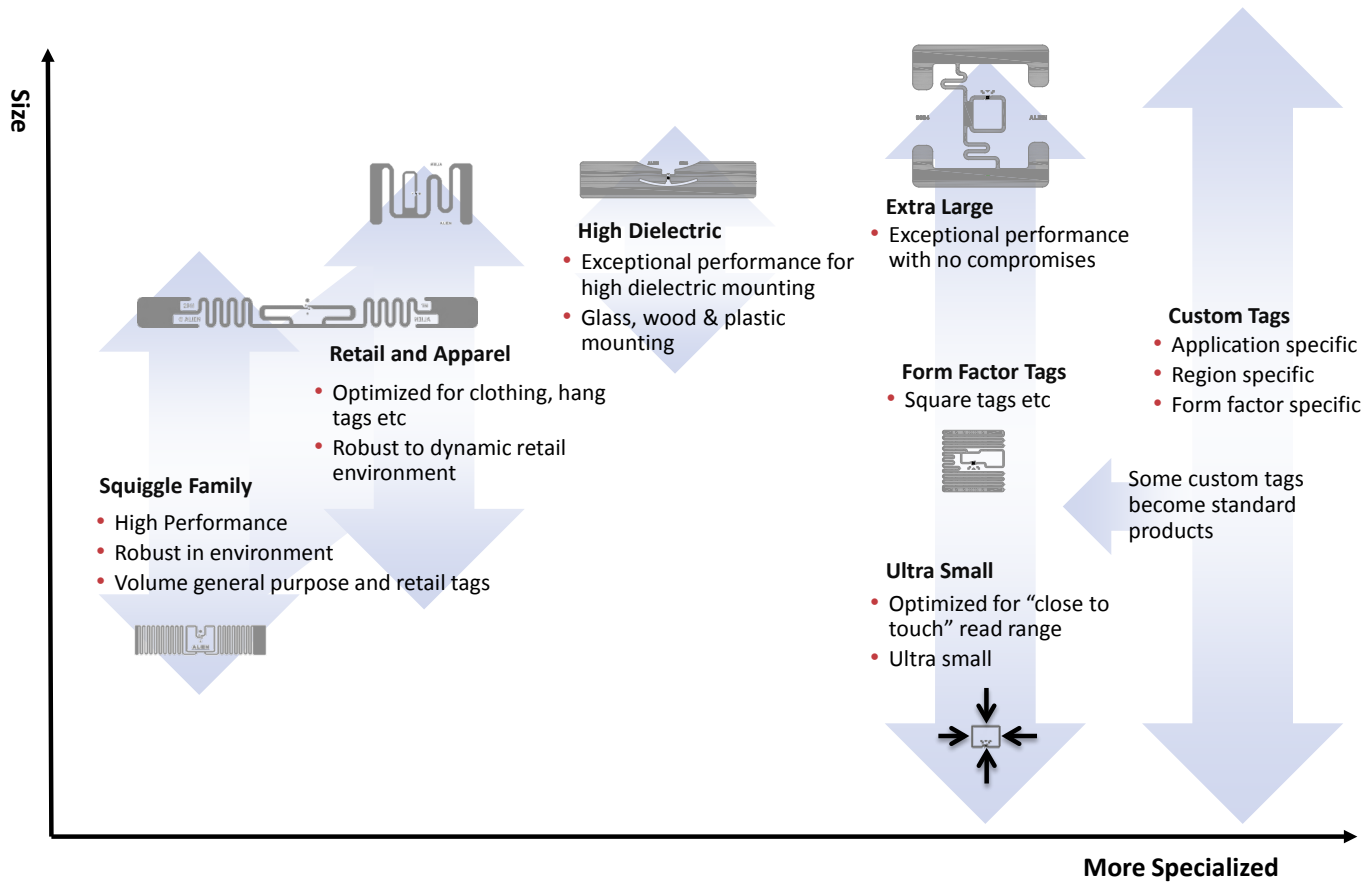 Size
High Dielectric
• Exceptional performance for
high dielectric mounting
• Glass, wood & plastic
mounting
Extra Large
• Exceptional performance
with no compromises
Retail and Apparel
• Optimized for clothing, hang
tags etc
• Robust to dynamic retail
environment
Form Factor Tags
• Square tags etc
Custom Tags
• Application specific
• Region specific
• Form factor specific
Squiggle Family
• High Performance
• Robust in environment
• Volume general purpose and retail tags
Some custom tags
become standard
products
Ultra Small
• Optimized for “close to
touch” read range
• Ultra small
ALIEN
More Specialized